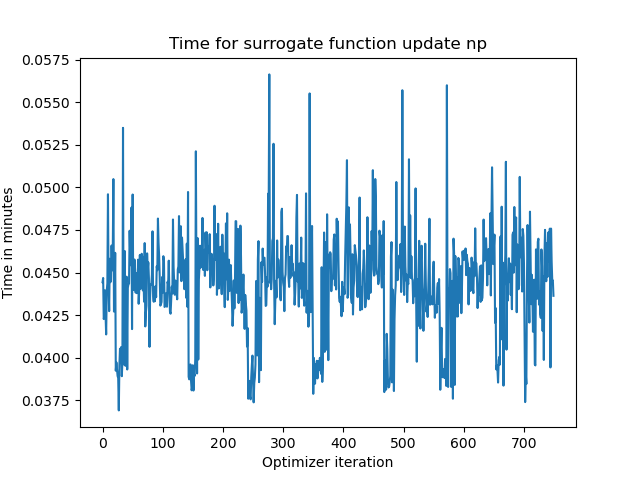 Time for surrogate function update np
Time in minutes
0.0575
0.0550
0.0525
0.0500
0.0475
0.0450
0.0425
0.0400
0.0375
0 100 200 300 400 500 600 700
Optimizer iteration